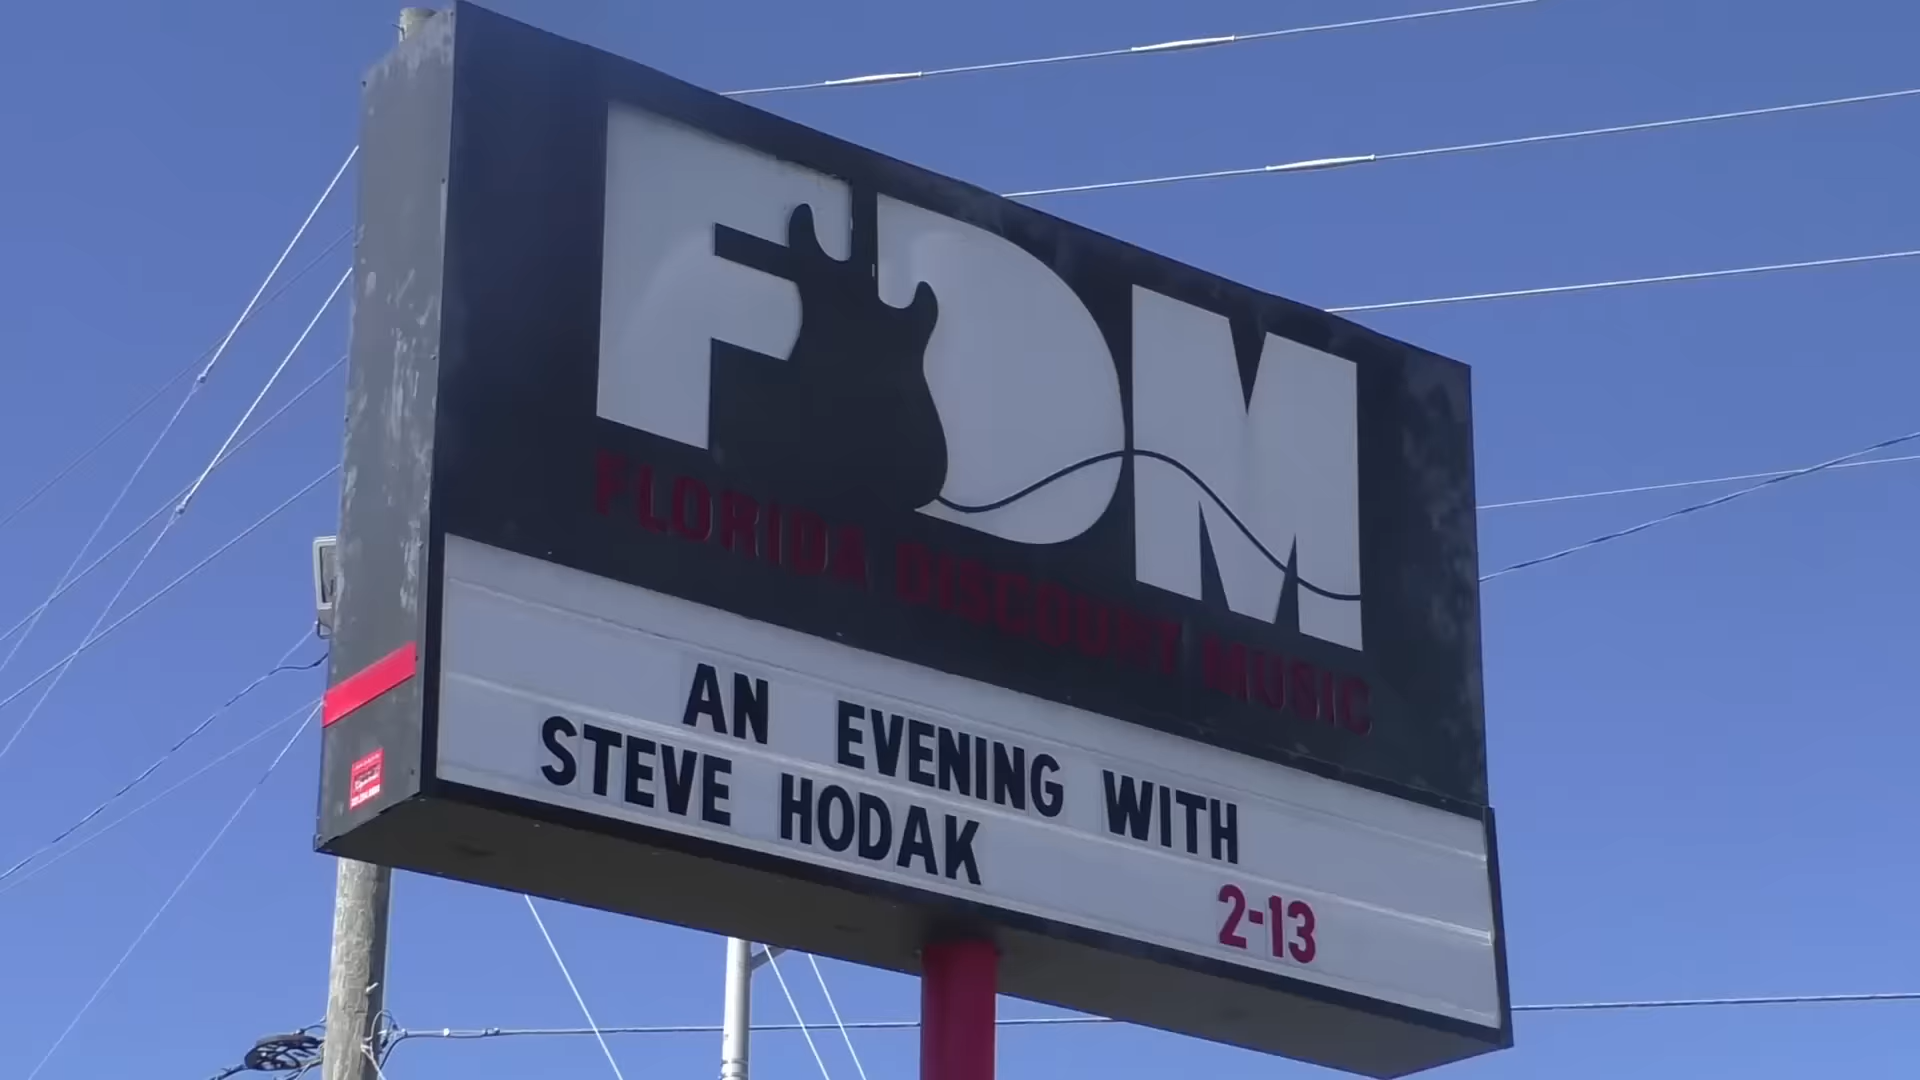 FDM
FLORIDA DISCOUNT MUSIC
AN EVENING WITH
STEVE HODAK
2-13